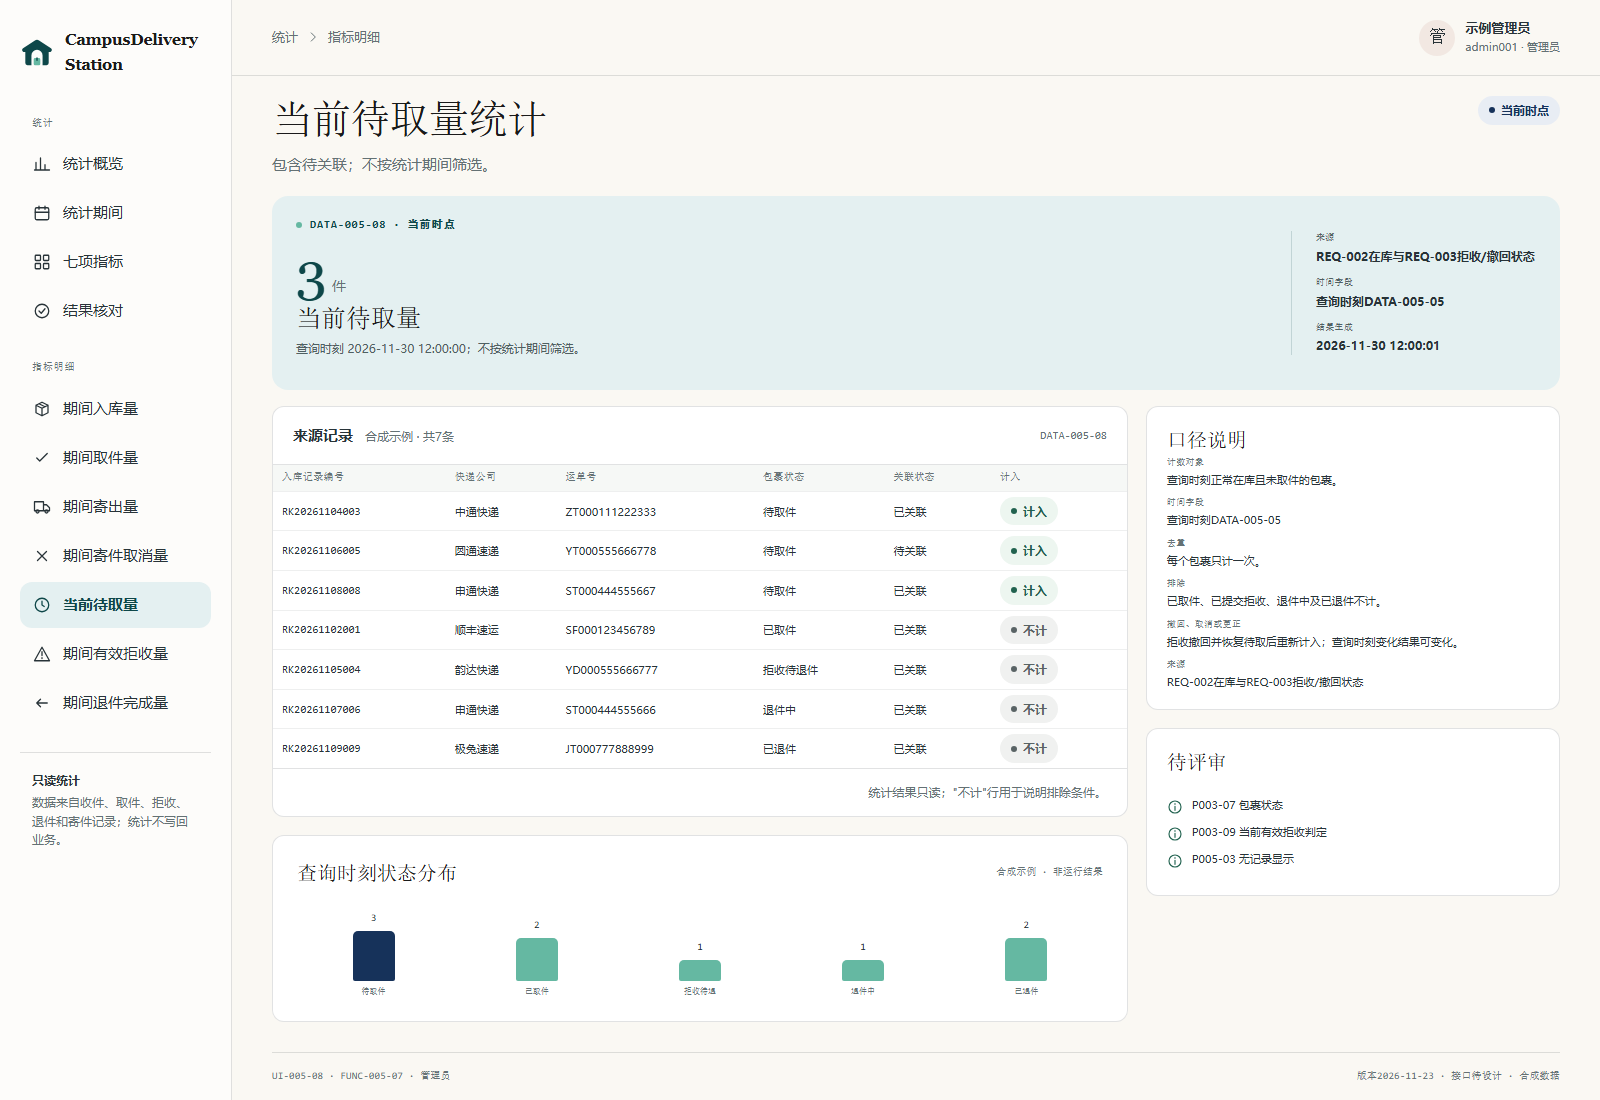 CampusDelivery
Station
统计
统计概览
统计期间
七项指标
结果核对
指标明细
期间入库量
期间取件量
期间寄出量
期间寄件取消量
当前待取量
期间有效拒收量
期间退件完成量
只读统计
数据来自收件、取件、拒收、
退件和寄件记录；统计不写回
业务。
统计 > 指标明细
管
示例管理员
admin001 · 管理员
当前待取量统计
当前时点
包含待关联；不按统计期间筛选。
DATA-005-08 · 当前时点
3 件
当前待取量
查询时刻 2026-11-30 12:00:00；不按统计期间筛选。
来源
REQ-002在库与REQ-003拒收/撤回状态
时间字段
查询时刻DATA-005-05
结果生成
2026-11-30 12:00:01
来源记录 合成示例 · 共7条 DATA-005-08
入库记录编号 快递公司 运单号 包裹状态 关联状态 计入
RK20261104003 中通快递 ZT000111222333 待取件 已关联 计入
RK20261106005 圆通速递 YT000555666778 待取件 待关联 计入
RK20261108008 申通快递 ST000444555667 待取件 已关联 计入
RK20261102001 顺丰速运 SF000123456789 已取件 已关联 不计
RK20261105004 韵达快递 YD000555666777 拒收待退件 已关联 不计
RK20261107006 申通快递 ST000444555666 退件中 已关联 不计
RK20261109009 极兔速递 JT000777888999 已退件 已关联 不计
统计结果只读；"不计"行用于说明排除条件。
查询时刻状态分布 合成示例 · 非运行结果
3 2 1 1 2
待取件 已取件 拒收待退 退件中 已退件
口径说明
计数对象
查询时刻正常在库且未取件的包裹。
时间字段
查询时刻DATA-005-05
去重
每个包裹只计一次。
排除
已取件、已提交拒收、退件中及已退件不计。
撤回、取消或更正
拒收撤回并恢复待取后重新计入；查询时刻变化结果可变化。
来源
REQ-002在库与REQ-003拒收/撤回状态
待评审
P003-07 包裹状态
P003-09 当前有效拒收判定
P005-03 无记录显示
UI-005-08 · FUNC-005-07 · 管理员
版本2026-11-23 · 接口待设计 · 合成数据